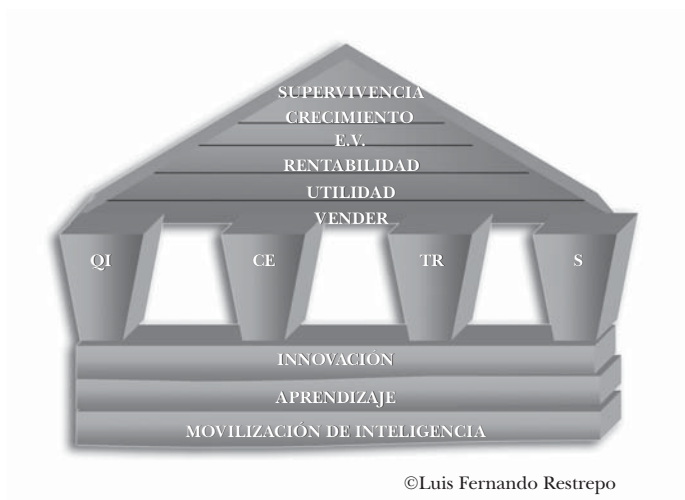 SUPERVIVENCIA
CRECIMIENTO
E.V.
RENTABILIDAD
UTILIDAD
VENDER
QI CE TR S
INNOVACIÓN
APRENDIZAJE
MOVILIZACIÓN DE INTELIGENCIA
©Luis Fernando Restrepo